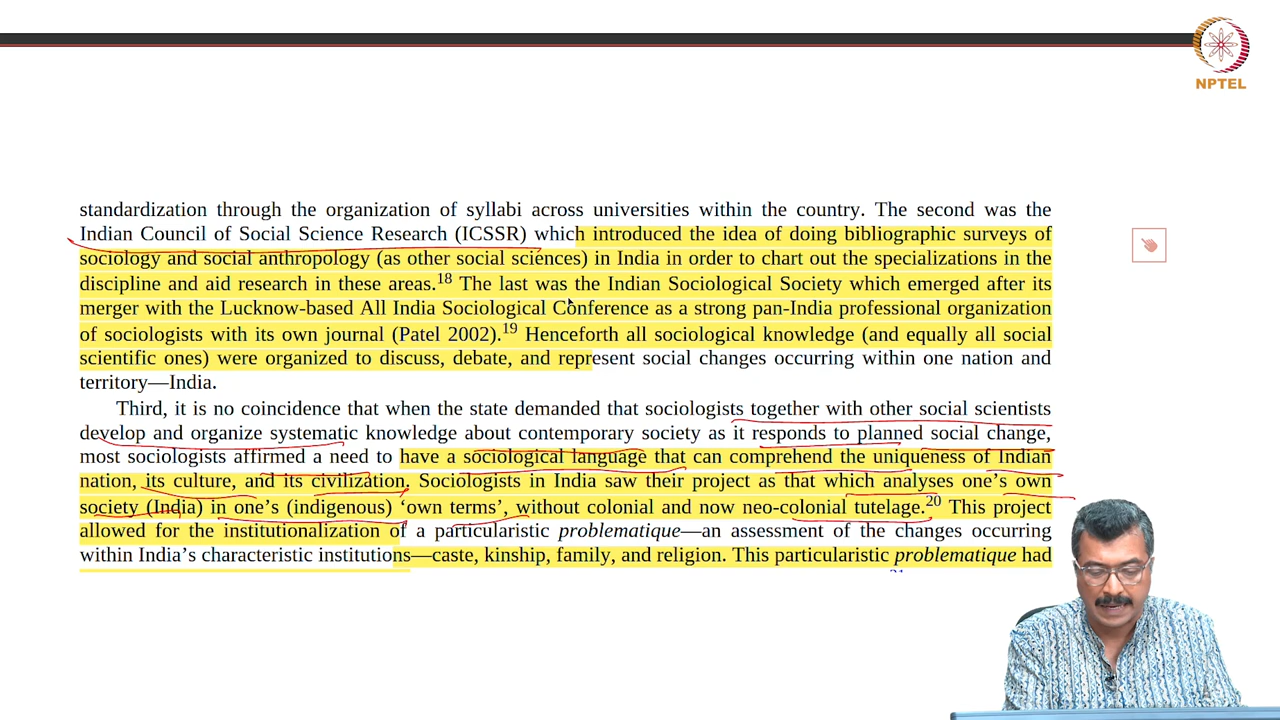 NPTEL
standardization through the organization of syllabi across universities within the country. The second was the
Indian Council of Social Science Research (ICSSR) which introduced the idea of doing bibliographic surveys of
sociology and social anthropology (as other social sciences) in India in order to chart out the specializations in the
discipline and aid research in these areas.18 The last was the Indian Sociological Society which emerged after its
merger with the Lucknow-based All India Sociological Conference as a strong pan-India professional organization
of sociologists with its own journal (Patel 2002).19 Henceforth all sociological knowledge (and equally all social
scientific ones) were organized to discuss, debate, and represent social changes occurring within one nation and
territory—India.
Third, it is no coincidence that when the state demanded that sociologists together with other social scientists
develop and organize systematic knowledge about contemporary society as it responds to planned social change,
most sociologists affirmed a need to have a sociological language that can comprehend the uniqueness of Indian
nation, its culture, and its civilization. Sociologists in India saw their project as that which analyses one's own
society (India) in one's (indigenous) 'own terms', without colonial and now neo-colonial tutelage.20 This project
allowed for the institutionalization of a particularistic problematique—an assessment of the changes occurring
within India's characteristic institutions—caste, kinship, family, and religion. This particularistic problematique had